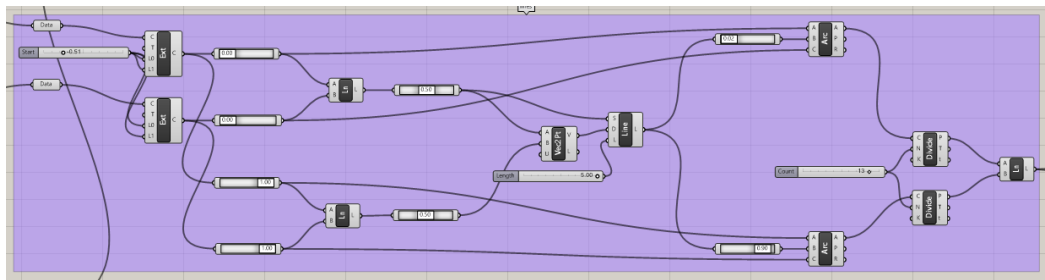 Data
Start -0.51
Data
C
T
L0
L1
Ext
C
C
T
L0
L1
Ext
C
0.00
0.00
1.00
1.00
A
B
Ln
L
A
B
Ln
L
0.50
0.50
A
B
U
Vec2Pt
V
L
Length 5.00
S
D
L
Line
L
0.02
0.90
A
B
C
Arc
A
P
R
A
B
C
Arc
A
P
R
Count 13
C
N
K
Divide
P
T
t
C
N
K
Divide
P
T
t
A
B
Ln
L